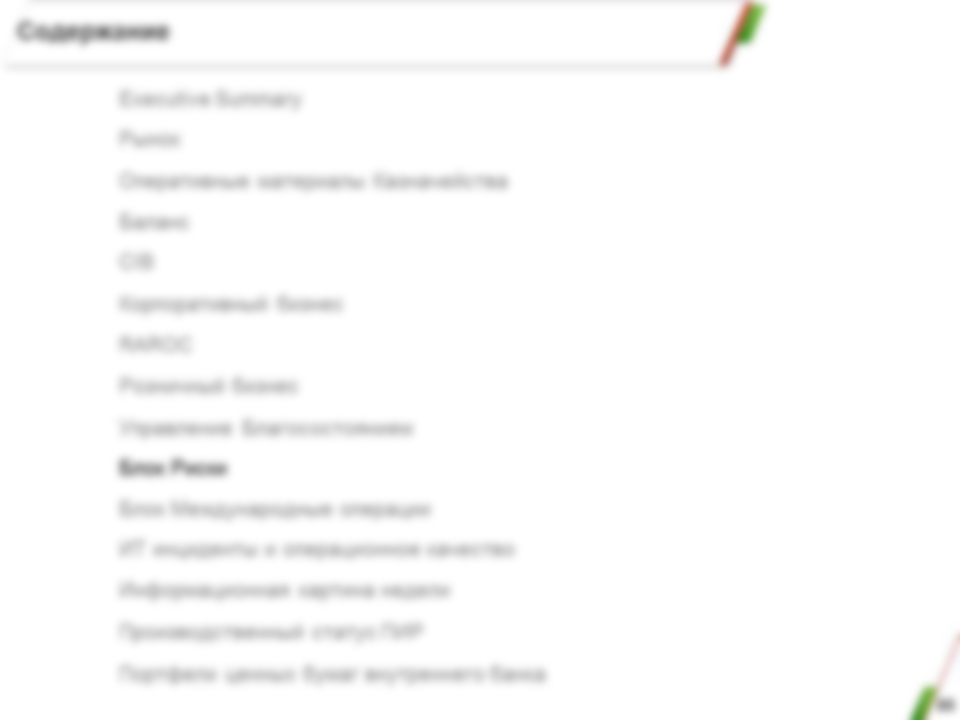 Содержание
Executive Summary
Рынок
Оперативные материалы Казначейства
Баланс
CIB
Корпоративный бизнес
RAROC
Розничный бизнес
Управление Благосостоянием
Блок Риски
Блок Международные операции
ИТ инциденты и операционное качество
Информационная картина недели
Производственный статус ПИР
Портфели ценных бумаг внутреннего банка